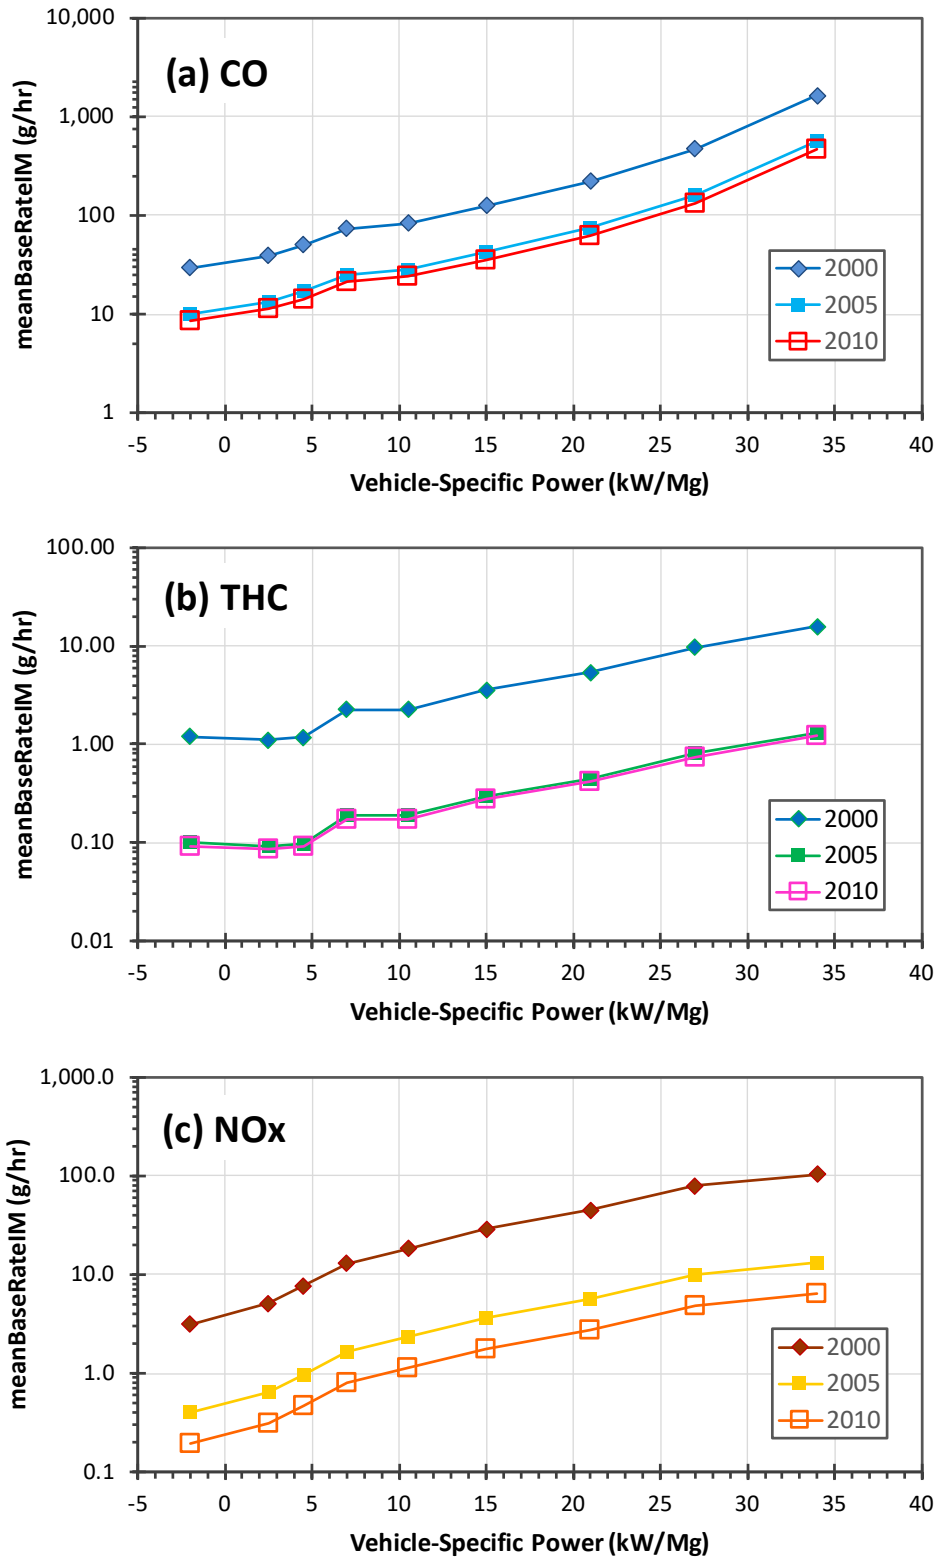 (a) CO
meanBaseRateIM (g/hr)
10,000
1,000
100
10
1
-5 0 5 10 15 20 25 30 35 40
Vehicle-Specific Power (kW/Mg)
2000
2005
2010
(b) THC
meanBaseRateIM (g/hr)
100.00
10.00
1.00
0.10
0.01
-5 0 5 10 15 20 25 30 35 40
Vehicle-Specific Power (kW/Mg)
2000
2005
2010
(c) NOx
meanBaseRateIM (g/hr)
1,000.0
100.0
10.0
1.0
0.1
-5 0 5 10 15 20 25 30 35 40
Vehicle-Specific Power (kW/Mg)
2000
2005
2010